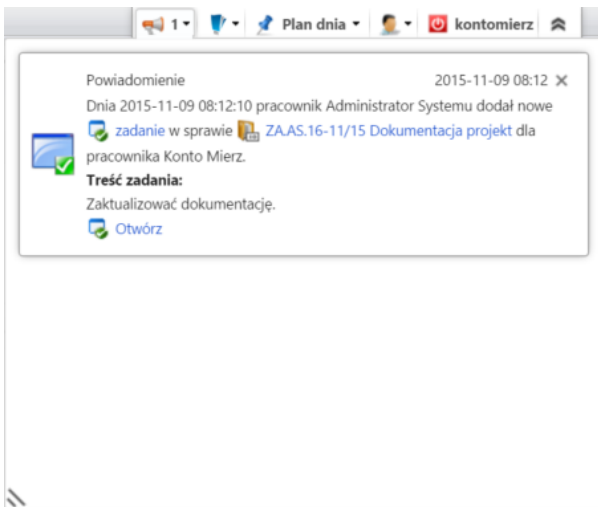 1 Plan dnia kontomierz
Powiadomienie 2015-11-09 08:12
Dnia 2015-11-09 08:12:10 pracownik Administrator Systemu dodał nowe
zadanie w sprawie ZA.AS.16-11/15 Dokumentacja projekt dla
pracownika Konto Mierz.
Treść zadania:
Zaktualizować dokumentację.
Otwórz